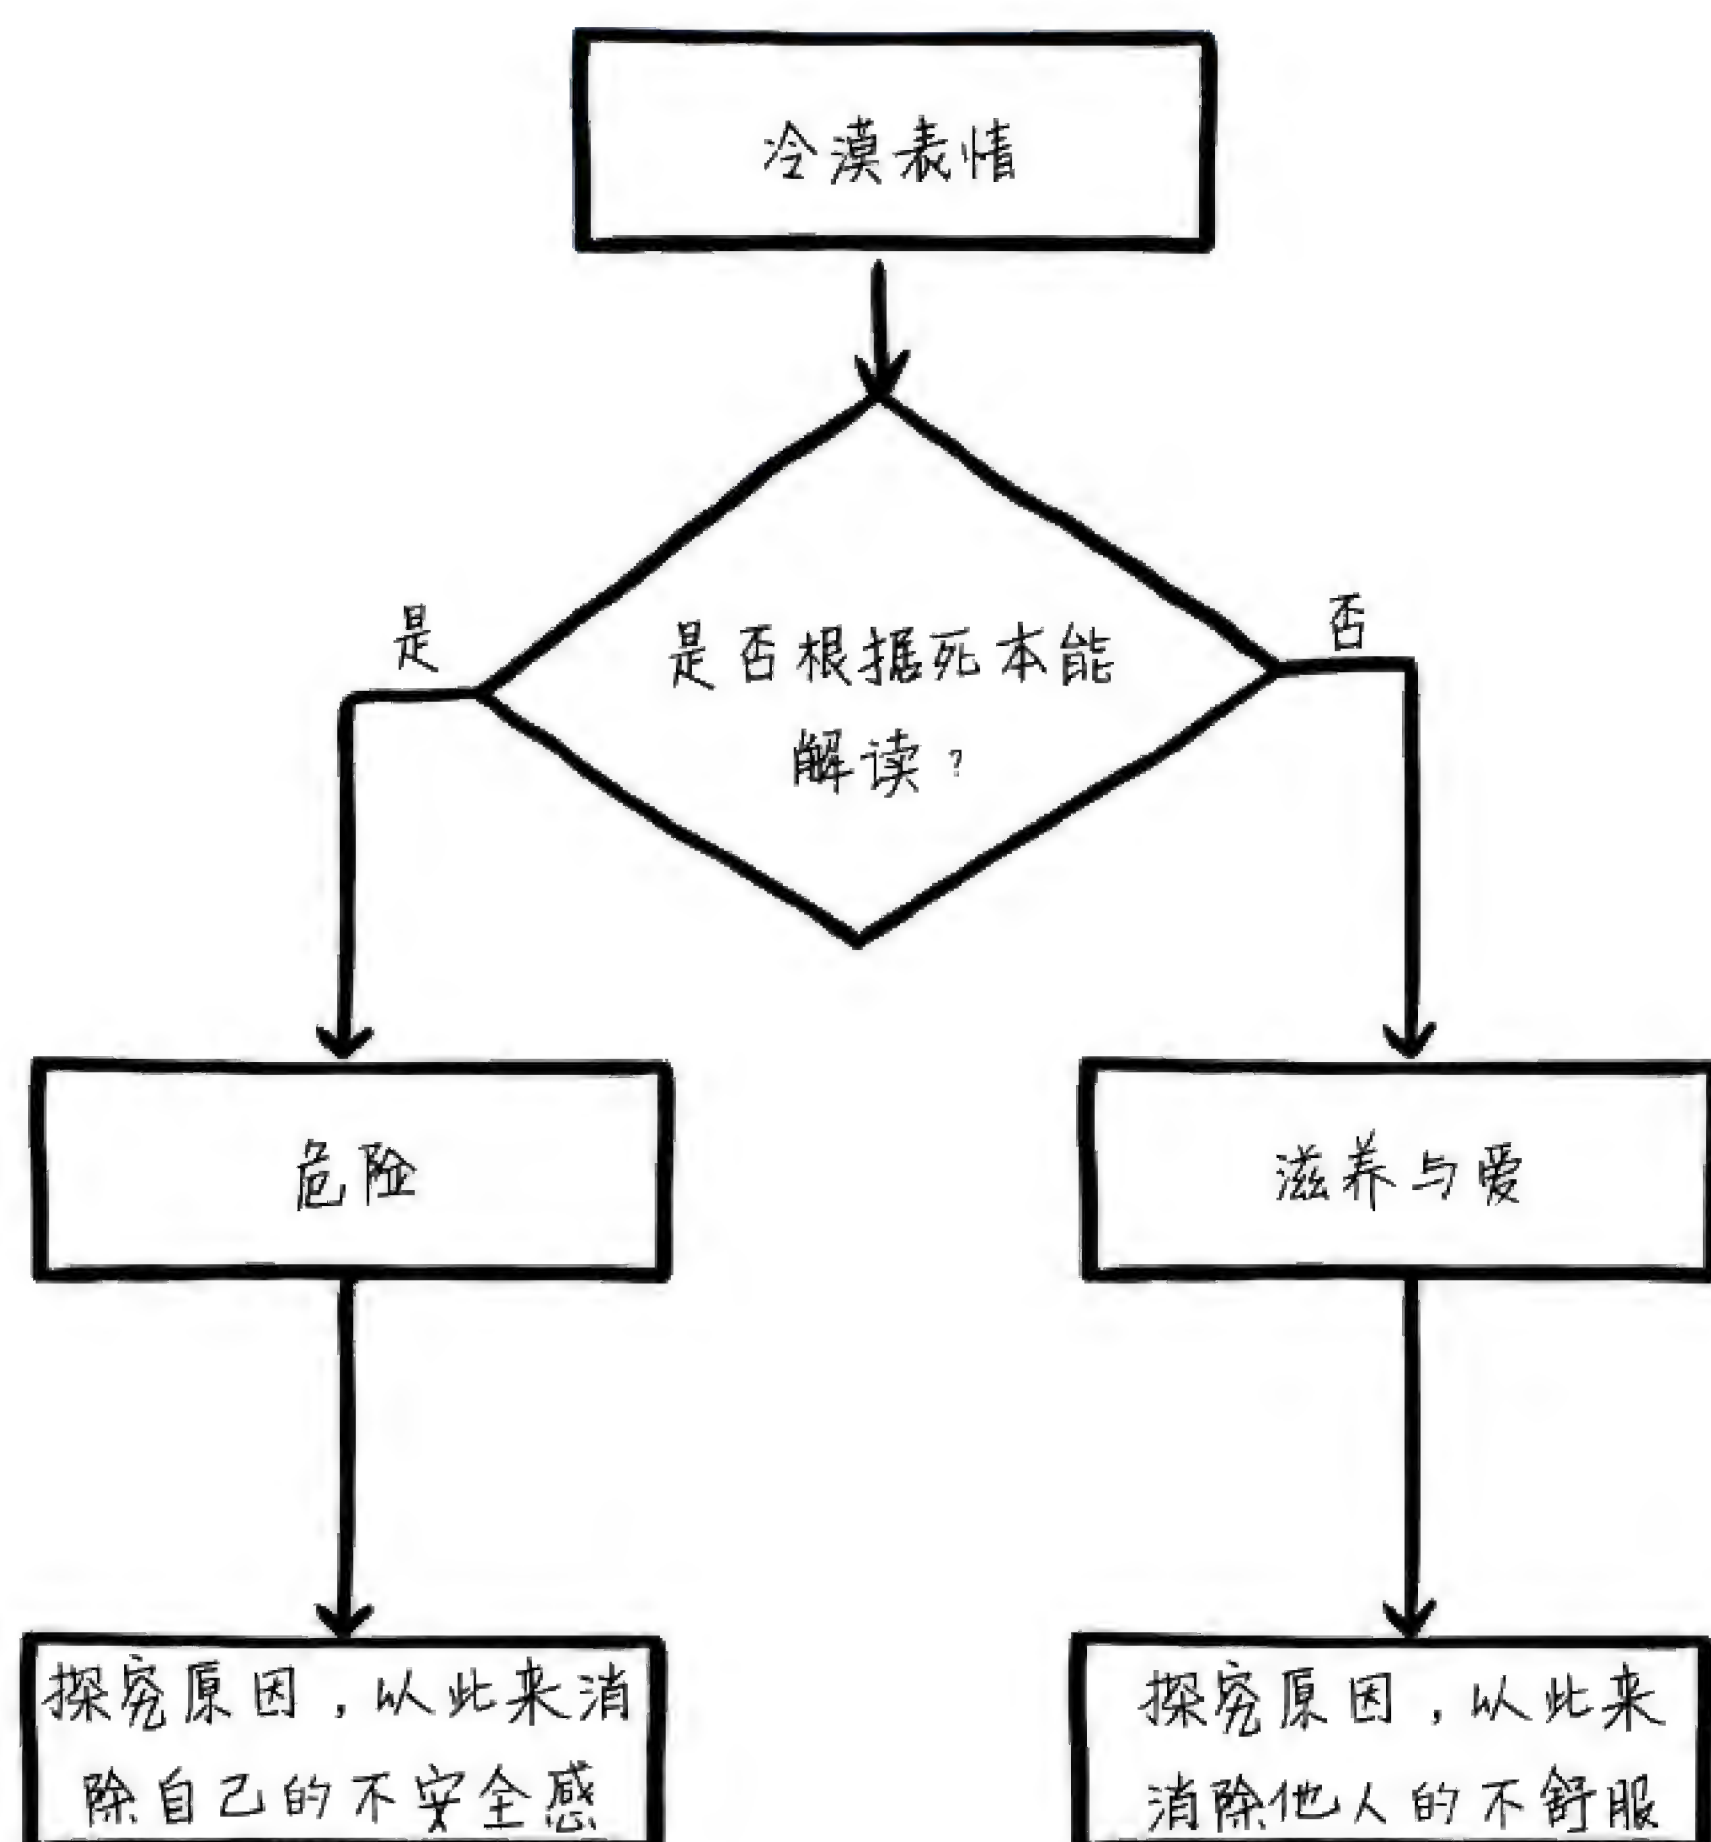 冷漠表情
是
否
是否根据死本能
解读？
危险
滋养与爱
探究原因，以此来消
除自己的不安全感
探究原因，以此来
消除他人的不舒服